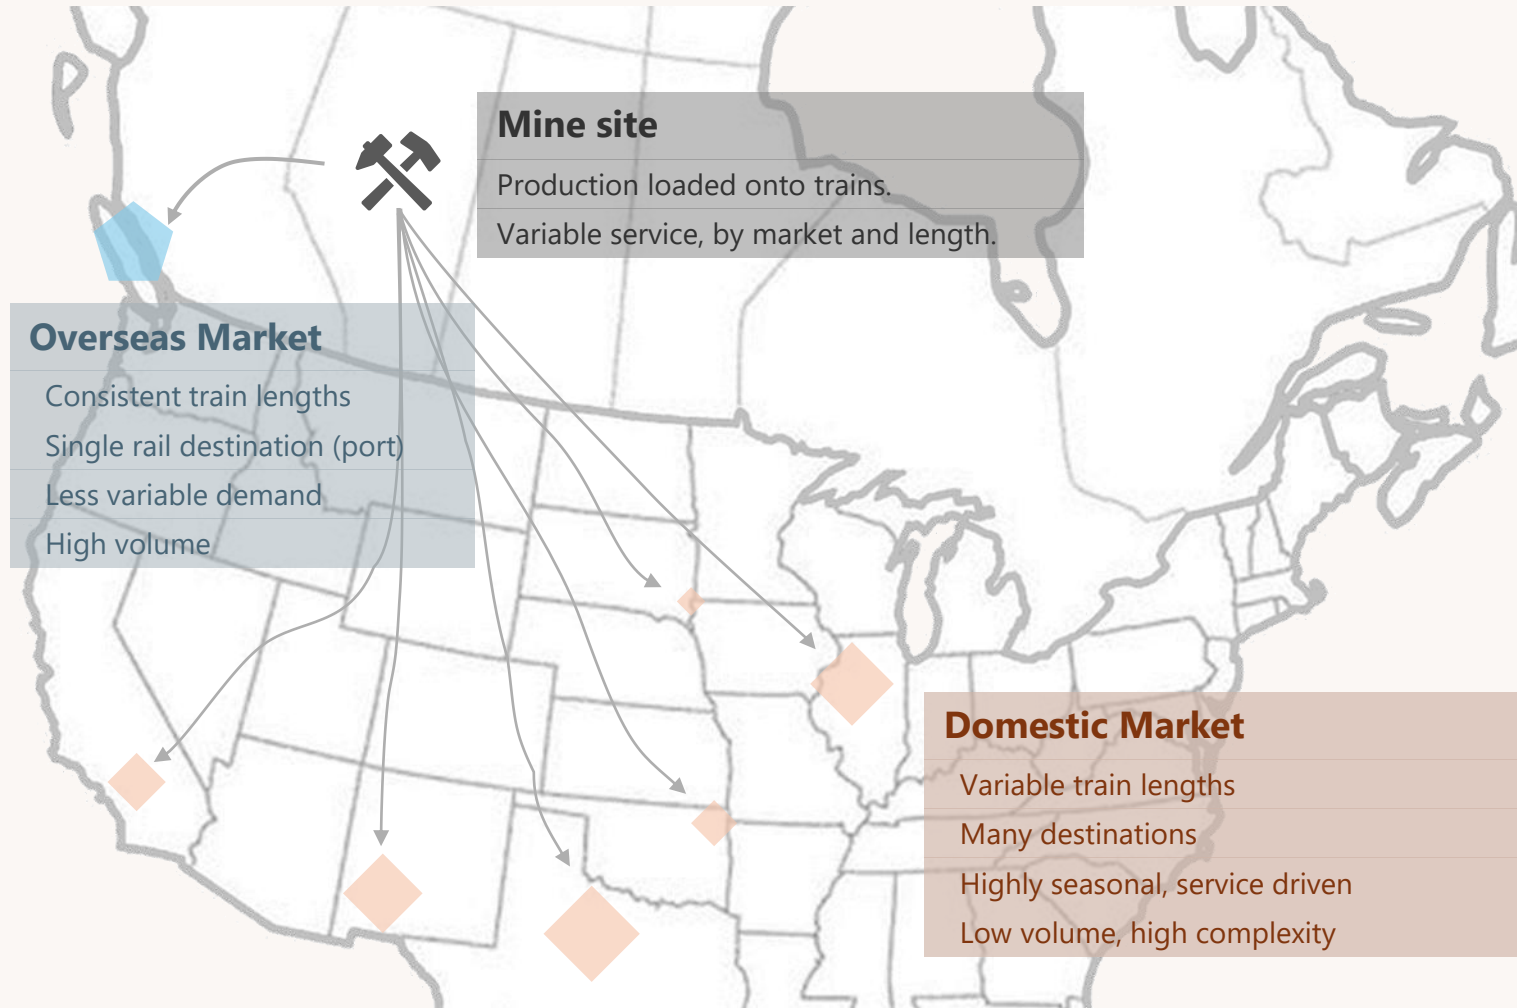 Mine site
Production loaded onto trains.
Variable service, by market and length.
Overseas Market
Consistent train lengths
Single rail destination (port)
Less variable demand
High volume
Domestic Market
Variable train lengths
Many destinations
Highly seasonal, service driven
Low volume, high complexity